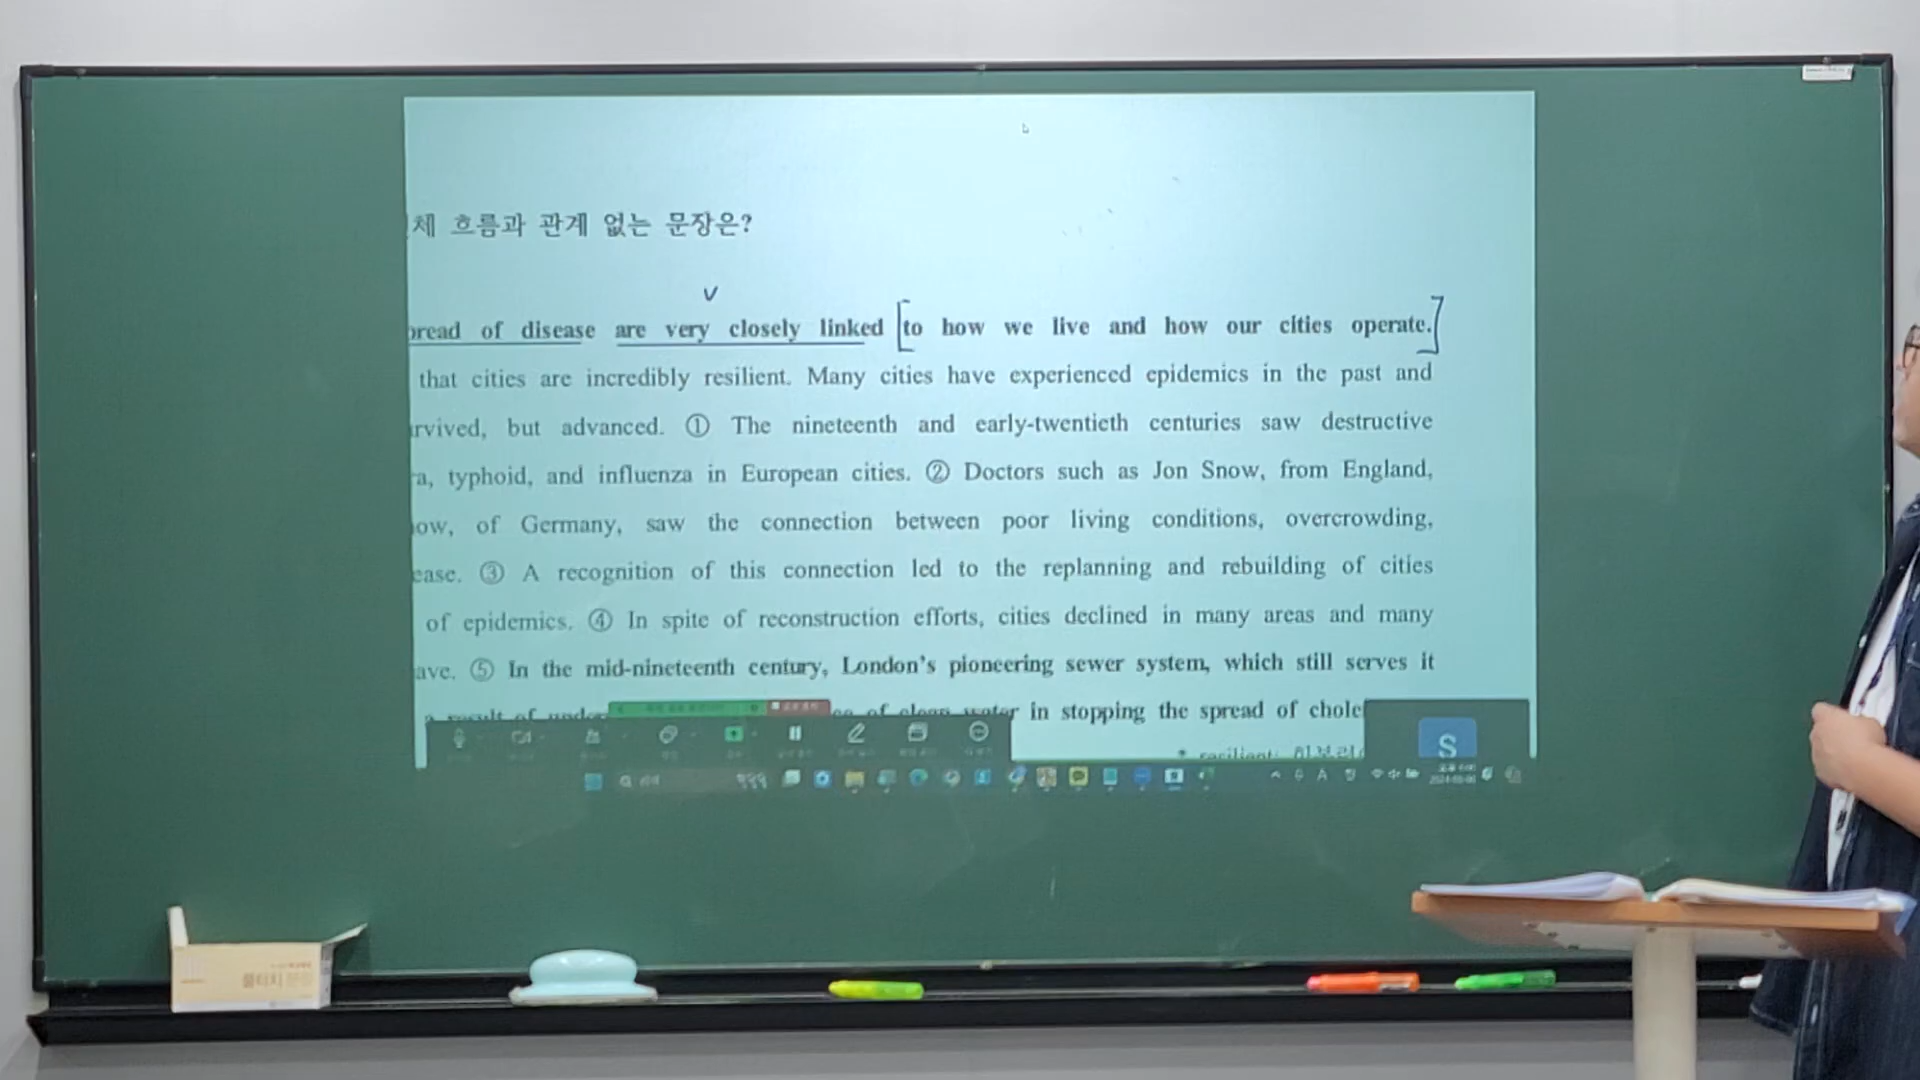 체 흐름과 관계 없는 문장은?
of disease are very closely linked to how we live and how our cities operate.
that cities are incredibly resilient. Many cities have experienced epidemics in the past and
but advanced. ① The nineteenth and early-twentieth centuries saw destructive
typhoid, and influenza in European cities. ② Doctors such as Jon Snow, from England,
of Germany, saw the connection between poor living conditions, overcrowding,
③ A recognition of this connection led to the replanning and rebuilding of cities
of epidemics. ④ In spite of reconstruction efforts, cities declined in many areas and many
⑤ In the mid-nineteenth century, London's pioneering sewer system, which still serves it
a result of of clean water in stopping the spread of
S